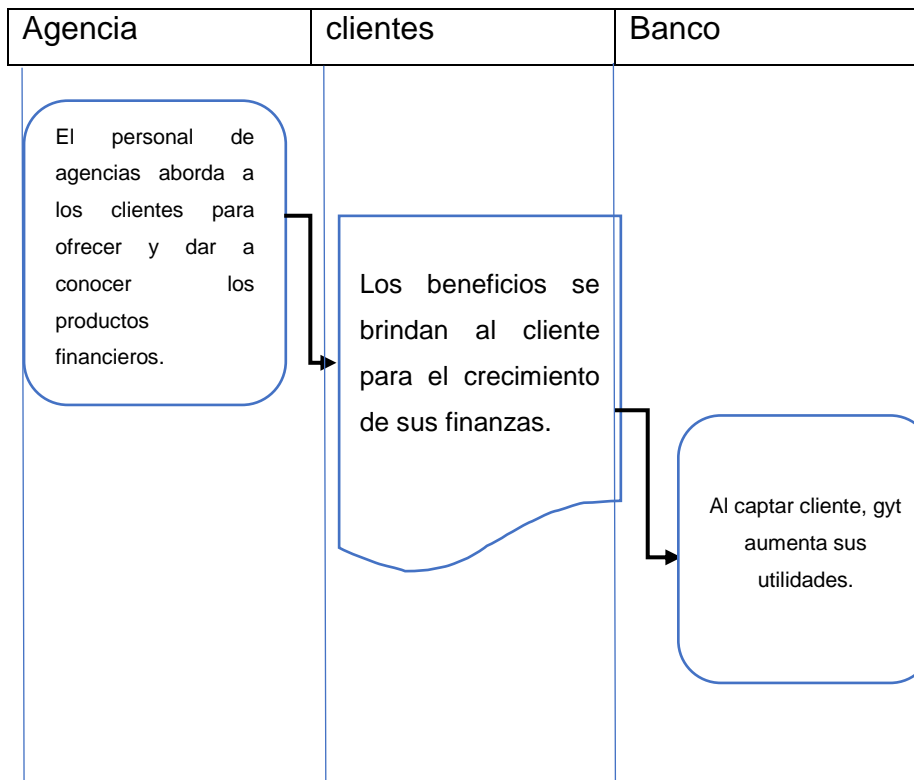 Agencia
clientes
Banco
El personal de
agencias aborda a
los clientes para
ofrecer y dar a
conocer los
productos
financieros.
Los beneficios se
brindan al cliente
para el crecimiento
de sus finanzas.
Al captar cliente, gyt
aumenta sus
utilidades.